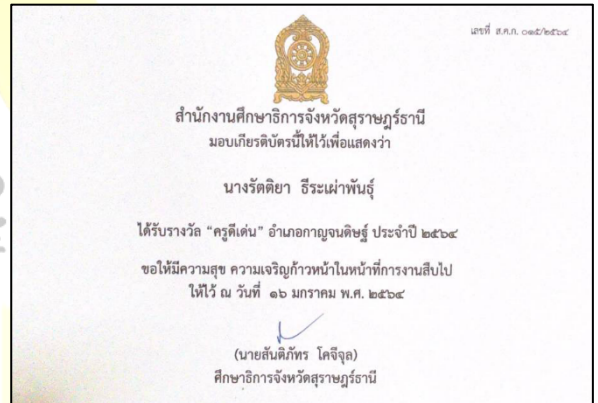 เลขที่ ส.ค.ก. ๐๑๕/๒๕๖๔
สำนักงานศึกษาธิการจังหวัดสุราษฎร์ธานี
มอบเกียรติบัตรนี้ให้ไว้เพื่อแสดงว่า
นางรัตติยา ธีระเผ่าพันธุ์
ได้รับรางวัล “ครูดีเด่น” อำเภอกาญจนดิษฐ์ ประจำปี ๒๕๖๔
ขอให้มีความสุข ความเจริญก้าวหน้าในหน้าที่การงานสืบไป
ให้ไว้ ณ วันที่ ๑๖ มกราคม พ.ศ. ๒๕๖๔
(นายสันติภัทร โคจีจุล)
ศึกษาธิการจังหวัดสุราษฎร์ธานี